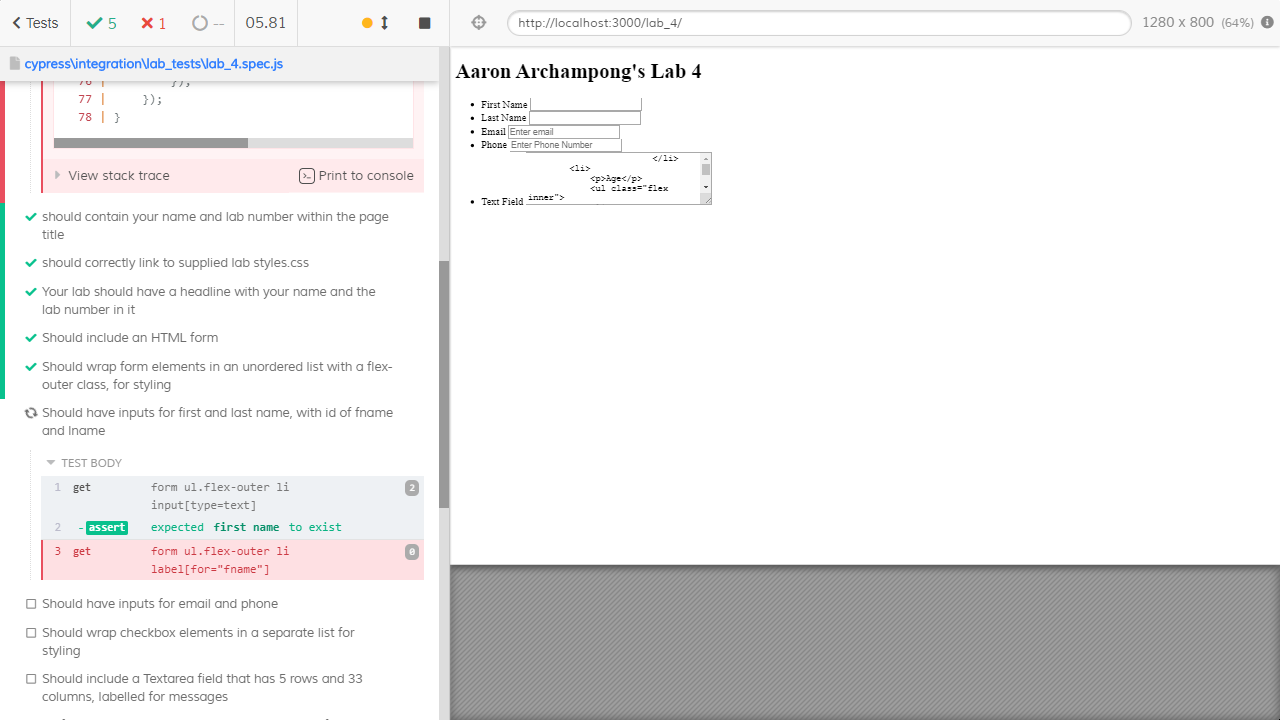 Tests
5
1
--
05.81
http://localhost:3000/lab_4/
1280 x 800 (64%)
cypress\integration\lab_tests\lab_4.spec.js
76 | });
77 | });
78 | }
View stack trace
Print to console
should contain your name and lab number within the page
title
should correctly link to supplied lab styles.css
Your lab should have a headline with your name and the
lab number in it
Should include an HTML form
Should wrap form elements in an unordered list with a flex-
outer class, for styling
Should have inputs for first and last name, with id of fname
and lname
TEST BODY
1 get form ul.flex-outer li 2
input[type=text]
2 -assert expected first name to exist
3 get form ul.flex-outer li 0
label[for="fname"]
Should have inputs for email and phone
Should wrap checkbox elements in a separate list for
styling
Should include a Textarea field that has 5 rows and 33
columns, labelled for messages
Aaron Archampong's Lab 4
First Name
Last Name
Email Enter email
Phone Enter Phone Number
</li>
<li>
<p>Age</p>
<ul class="flex
inner">
Text Field